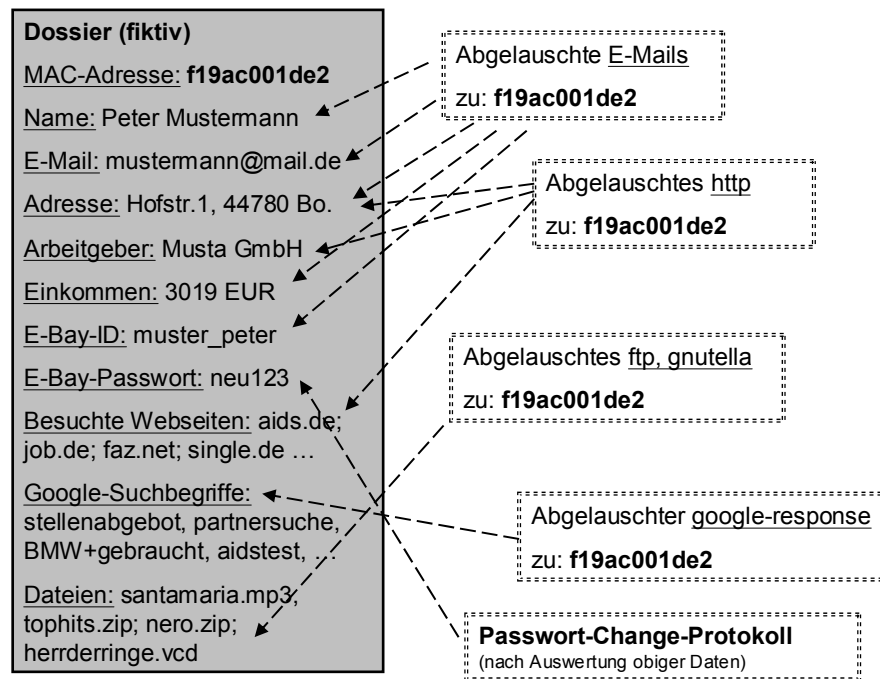 Dossier (fiktiv)
MAC-Adresse: f19ac001de2
Name: Peter Mustermann
E-Mail: mustermann@mail.de
Adresse: Hofstr.1, 44780 Bo.
Arbeitgeber: Musta GmbH
Einkommen: 3019 EUR
E-Bay-ID: muster_peter
E-Bay-Passwort: neu123
Besuchte Webseiten: aids.de;
job.de; faz.net; single.de …
Google-Suchbegriffe:
stellenabgebot, partnersuche,
BMW+gebraucht, aidstest, …
Dateien: santamaria.mp3,
tophits.zip; nero.zip;
herrderringe.vcd
Abgelauschte E-Mails
zu: f19ac001de2
Abgelauschtes http
zu: f19ac001de2
Abgelauschtes ftp, gnutella
zu: f19ac001de2
Abgelauschter google-response
zu: f19ac001de2
Passwort-Change-Protokoll
(nach Auswertung obiger Daten)